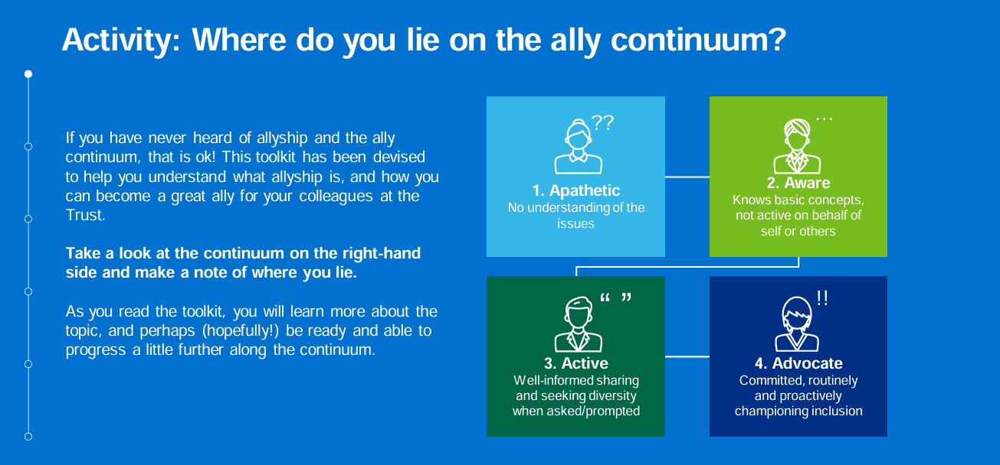 Activity: Where do you lie on the ally continuum?
If you have never heard of allyship and the ally
continuum, that is ok! This toolkit has been devised
to help you understand what allyship is, and how you
can become a great ally for your colleagues at the
Trust.
Take a look at the continuum on the right-hand
side and make a note of where you lie.
As you read the toolkit, you will learn more about the
topic, and perhaps (hopefully!) be ready and able to
progress a little further along the continuum.
??
1. Apathetic
No understanding of the
issues
...
2. Aware
Knows basic concepts,
not active on behalf of
self or others
“ ”
3. Active
Well-informed sharing
and seeking diversity
when asked/prompted
!!
4. Advocate
Committed, routinely
and proactively
championing inclusion